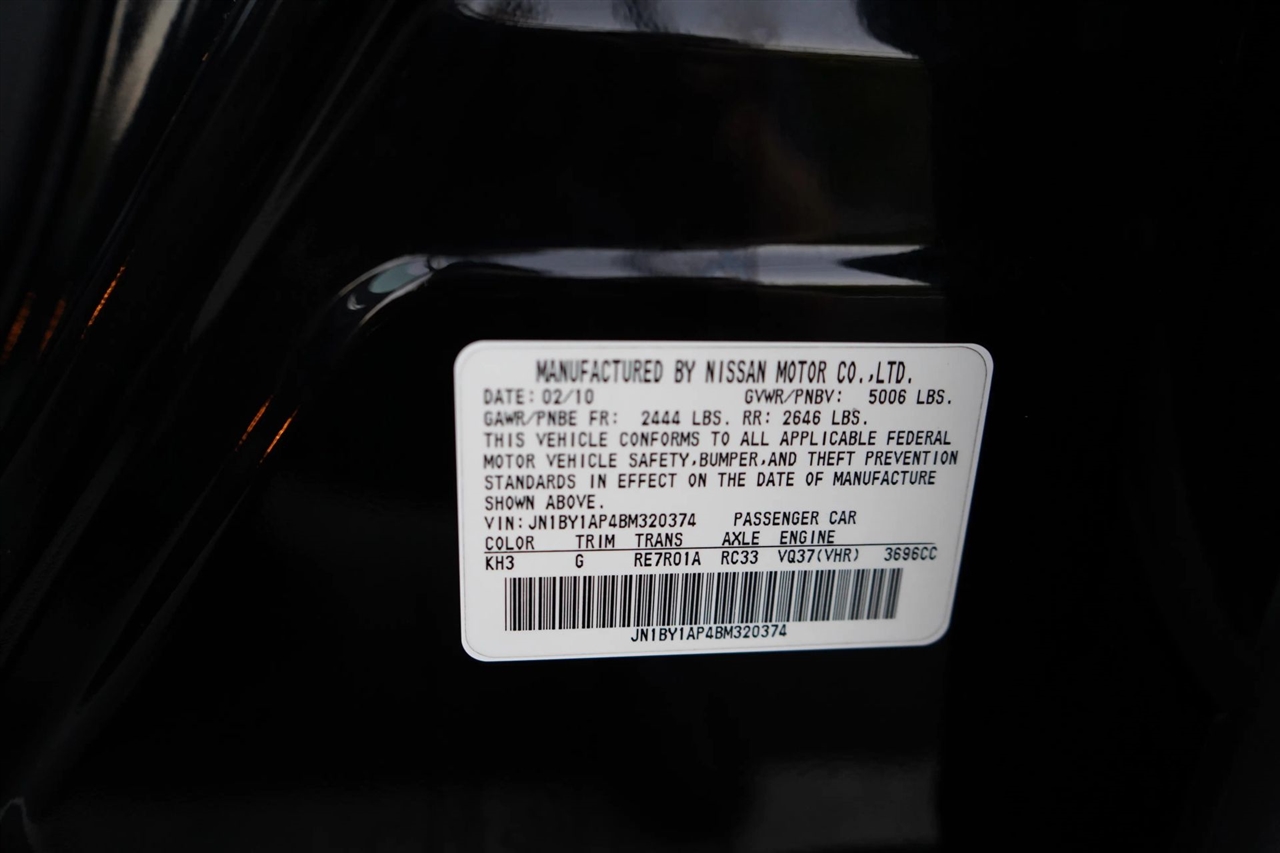 MANUFACTURED BY NISSAN MOTOR CO.,LTD.
DATE: 02/10 GVWR/PNBV: 5006 LBS.
GAWR/PNBE FR: 2444 LBS. RR: 2646 LBS.
THIS VEHICLE CONFORMS TO ALL APPLICABLE FEDERAL
MOTOR VEHICLE SAFETY,BUMPER,AND THEFT PREVENTION
STANDARDS IN EFFECT ON THE DATE OF MANUFACTURE
SHOWN ABOVE.
VIN: JN1BY1AP4BM320374 PASSENGER CAR
COLOR TRIM TRANS AXLE ENGINE
KH3 G RE7R01A RC33 VQ37(VHR) 3696CC
JN1BY1AP4BM320374